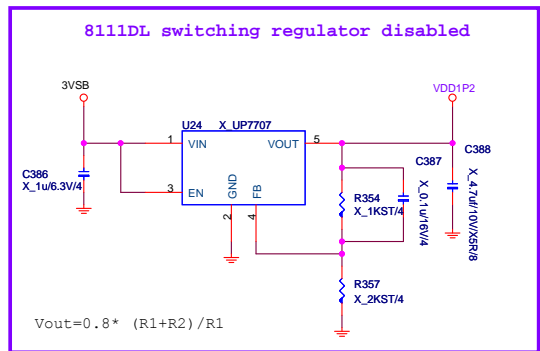 8111DL switching regulator disabled
3VSB
VDD1P2
U24 X_UP7707
1 VIN VOUT 5
3 EN
GND FB
2 4
C386
X_1u/6.3V/4
R354
X_1KST/4
C387
X_0.1u/16V/4
C388
X_4.7uf/10V/X5R/8
R357
X_2KST/4
Vout=0.8* (R1+R2)/R1